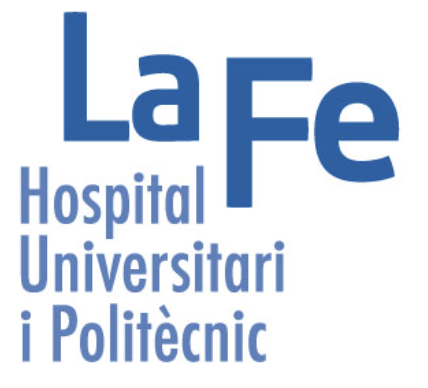 La Fe
Hospital
Universitari
i Politècnic